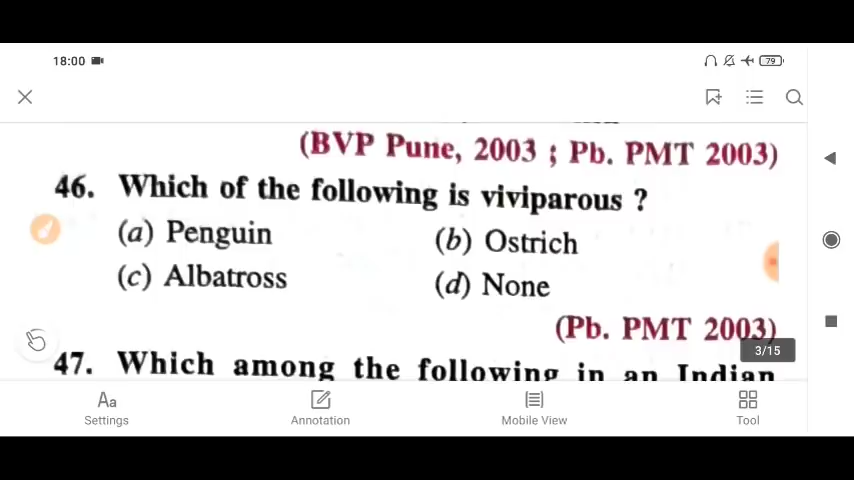 18:00
79
(BVP Pune, 2003 ; Pb. PMT 2003)
46. Which of the following is viviparous ?
(a) Penguin (b) Ostrich
(c) Albatross (d) None
(Pb. PMT 2003)
3/15
47. Which among the following in an Indian
Aa
Settings Annotation Mobile View Tool